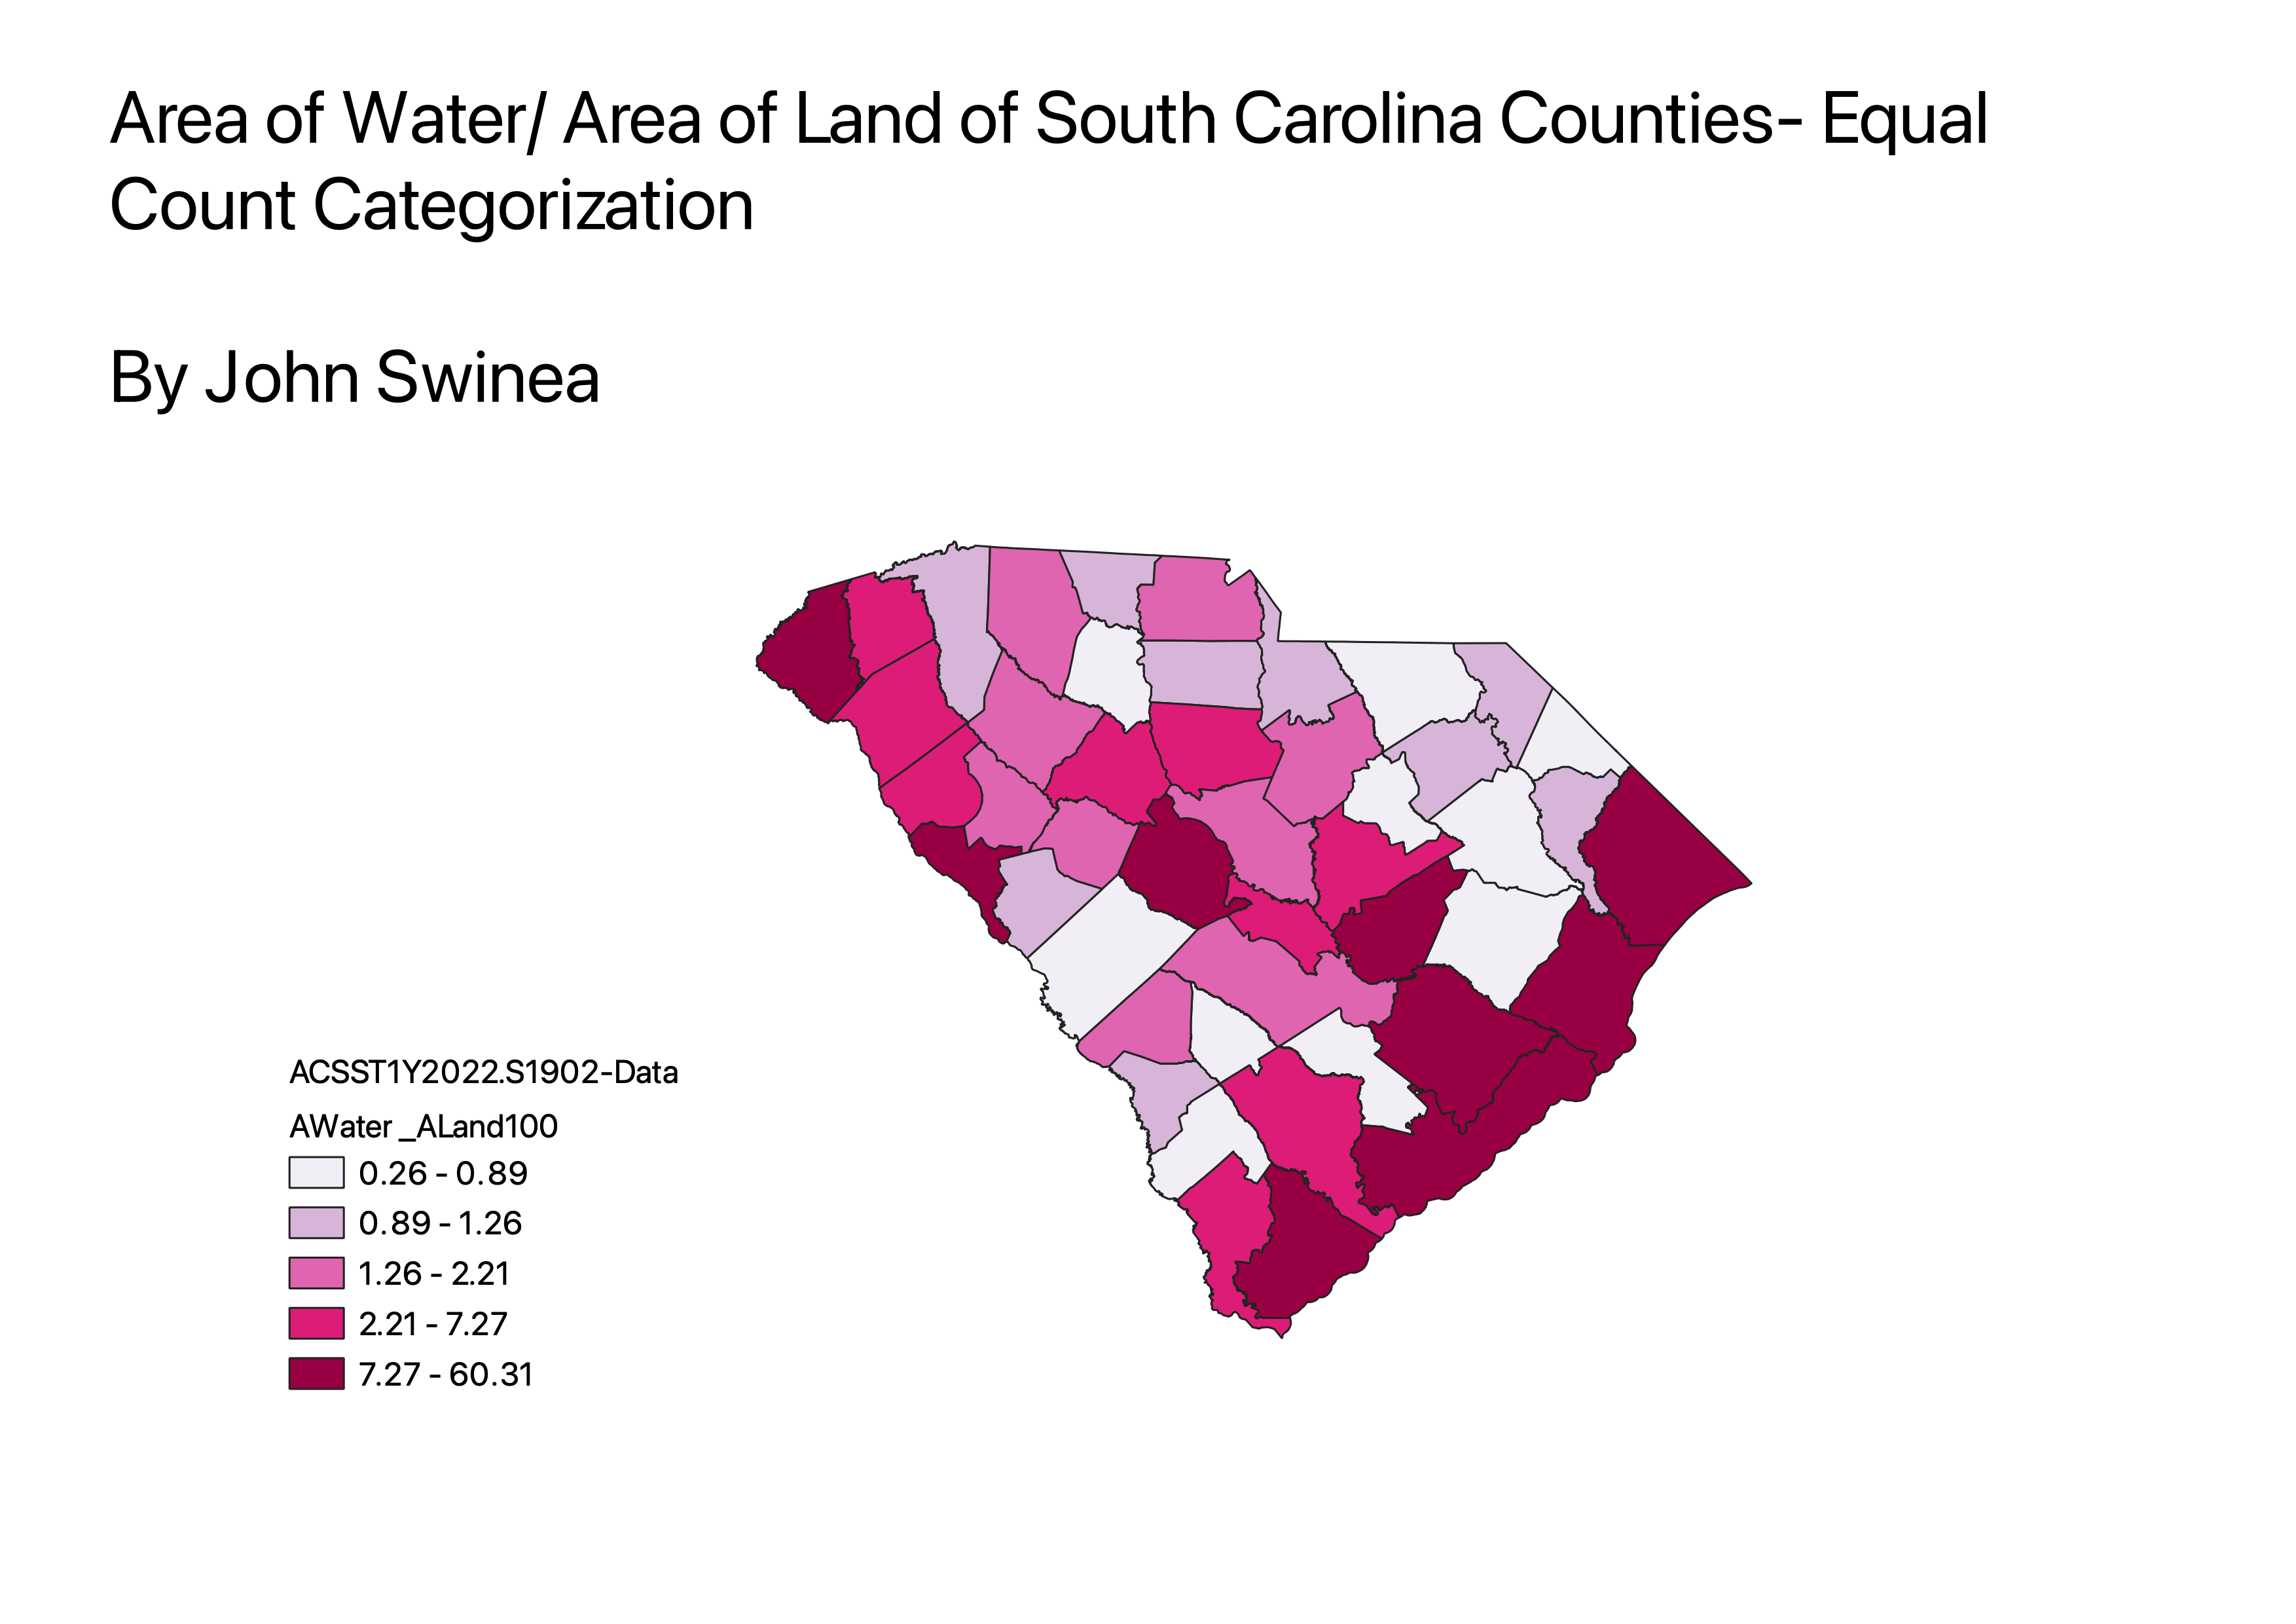 Area of Water/ Area of Land of South Carolina Counties- Equal
Count Categorization
By John Swinea
ACSST1Y2022.S1902-Data
AWater _ALand100
0.26 - 0.89
0.89 - 1.26
1.26 - 2.21
2.21 - 7.27
7.27 - 60.31